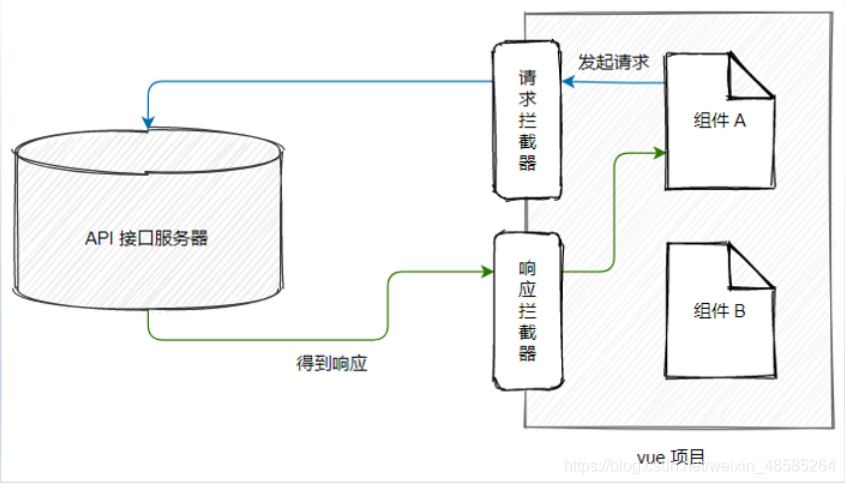 发起请求
请求拦截器
组件 A
API 接口服务器
响应拦截器
组件 B
得到响应
vue 项目
https://blog.csdn.net/weixin_48585264